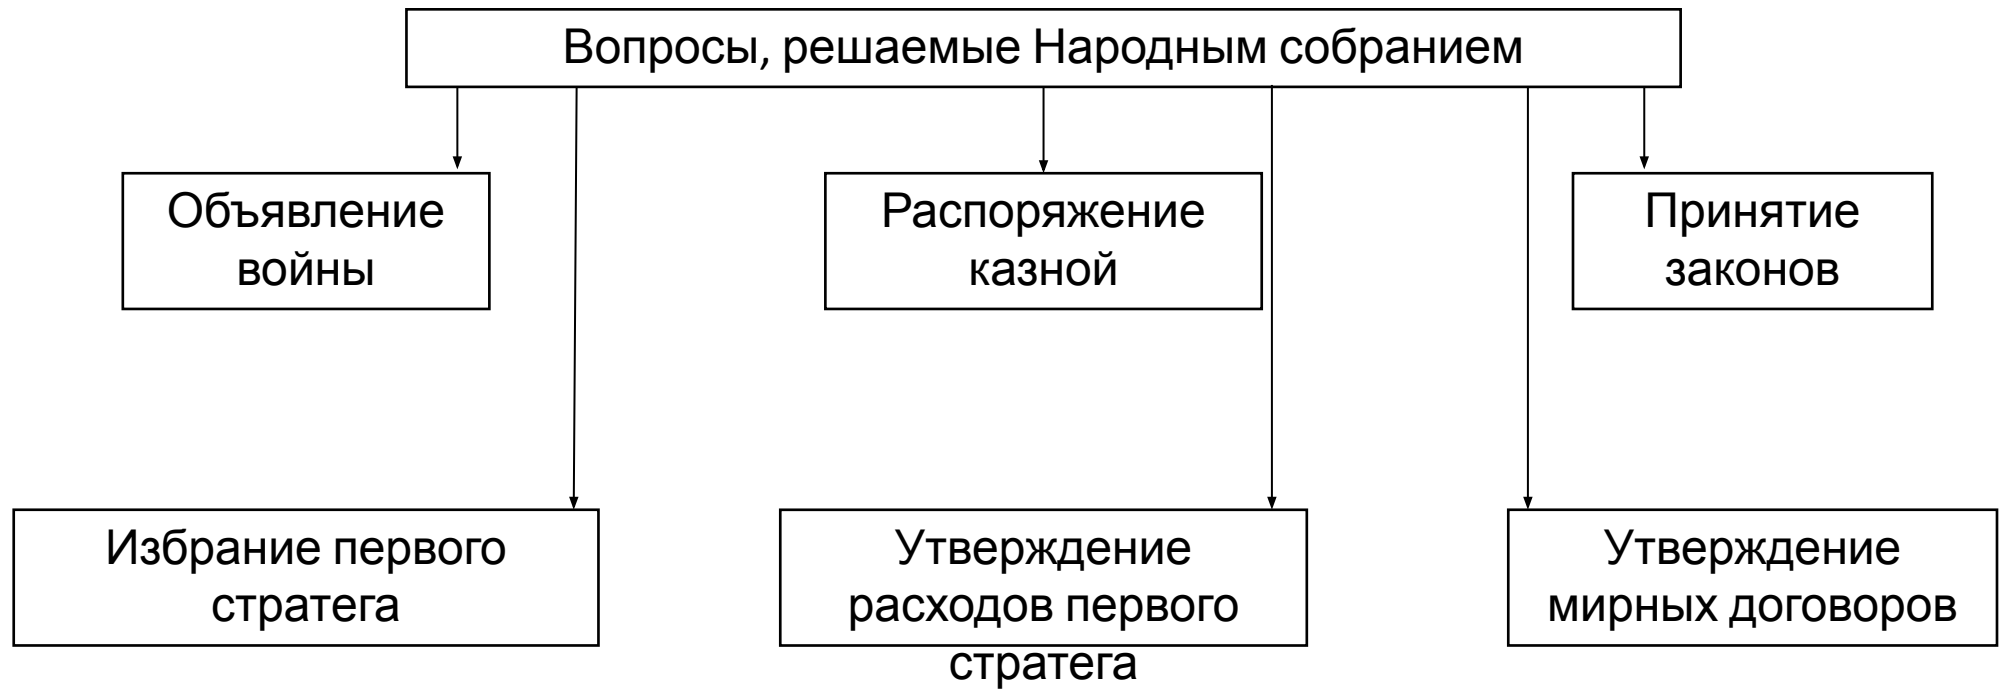 Вопросы, решаемые Народным собранием
Объявление
войны
Распоряжение
казной
Принятие
законов
Избрание первого
стратега
Утверждение
расходов первого
стратега
Утверждение
мирных договоров